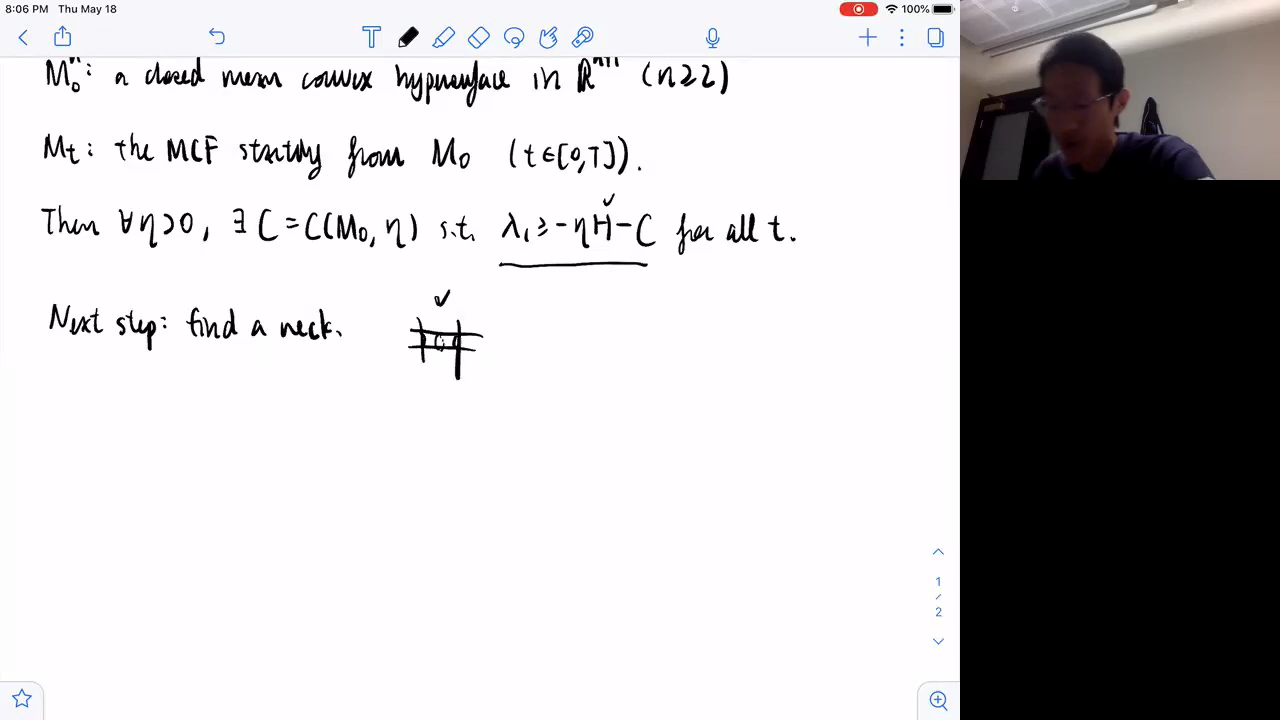 8:06 PM Thu May 18
100%
M₀ⁿ: a closed mean convex hypersurface in ℝⁿ⁺¹ (n≥2)
Mt: the MCF starting from M₀ (t∈[0,T]).
Then ∀η>0, ∃ C=C(M₀,η) s.t. λ₁≥-ηH-C for all t.
Next step: find a neck.
1
/
2